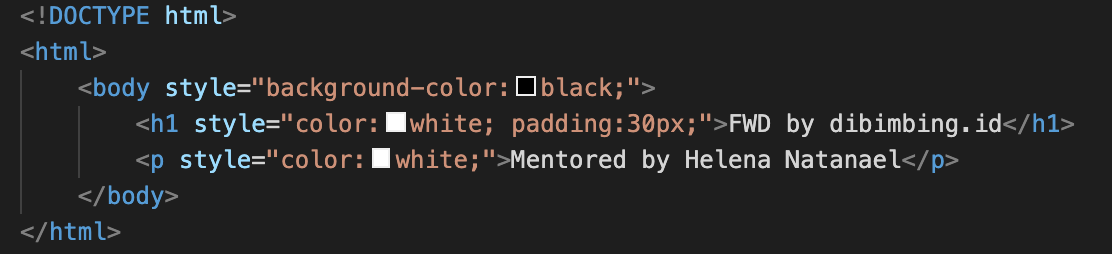 <!DOCTYPE html>
<html>
<body style="background-color:black;">
<h1 style="color:white; padding:30px;">FWD by dibimbing.id</h1>
<p style="color:white;">Mentored by Helena Natanael</p>
</body>
</html>